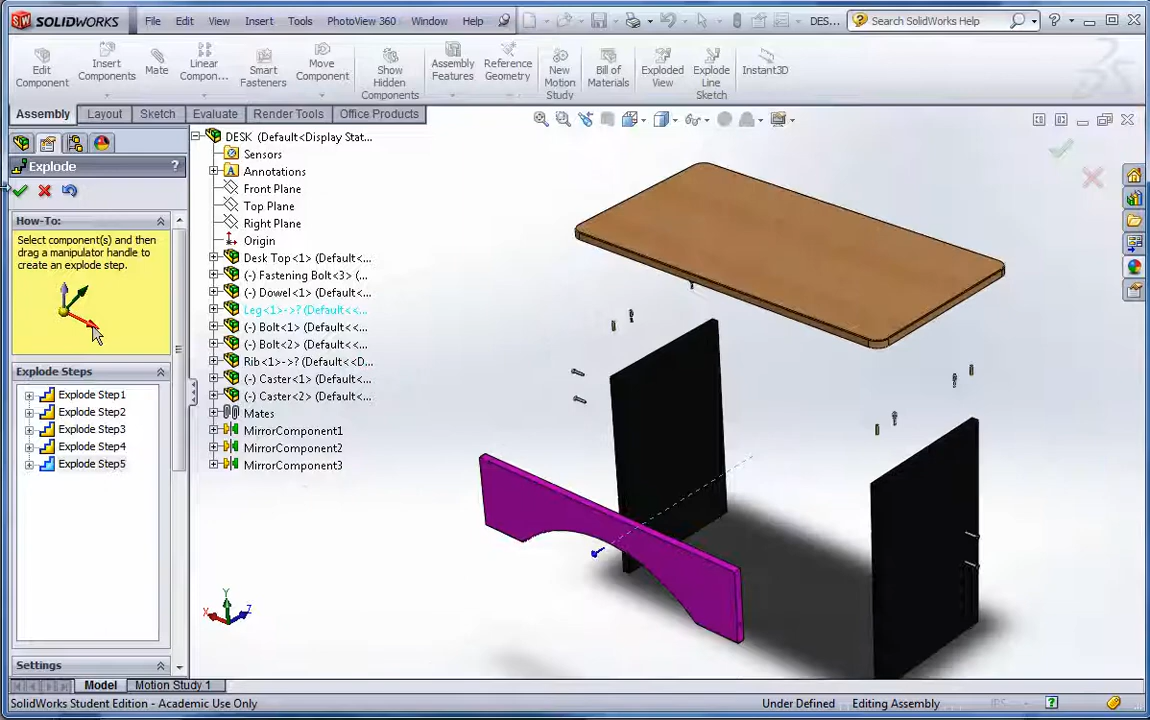 SOLIDWORKS File Edit View Insert Tools PhotoView 360 Window Help DES... Search SolidWorks Help
Edit Component
Insert Components
Mate
Linear Compon...
Smart Fasteners
Move Component
Show Hidden Components
Assembly Features
Reference Geometry
New Motion Study
Bill of Materials
Exploded View
Explode Line Sketch
Instant3D
Assembly Layout Sketch Evaluate Render Tools Office Products
Explode ?
How-To:
Select component(s) and then
drag a manipulator handle to
create an explode step.
Explode Steps
Explode Step1
Explode Step2
Explode Step3
Explode Step4
Explode Step5
Settings
DESK (Default<Display Stat...
Sensors
Annotations
Front Plane
Top Plane
Right Plane
Origin
Desk Top<1> (Default<...
(-) Fastening Bolt<3> (...
(-) Dowel<1> (Default<...
Leg<1>->? (Default<<...
(-) Bolt<1> (Default<...
(-) Bolt<2> (Default<...
Rib<1>->? (Default<<D...
(-) Caster<1> (Default<...
(-) Caster<2> (Default<...
Mates
MirrorComponent1
MirrorComponent2
MirrorComponent3
Y
X Z
Model Motion Study 1
SolidWorks Student Edition - Academic Use Only Under Defined Editing Assembly